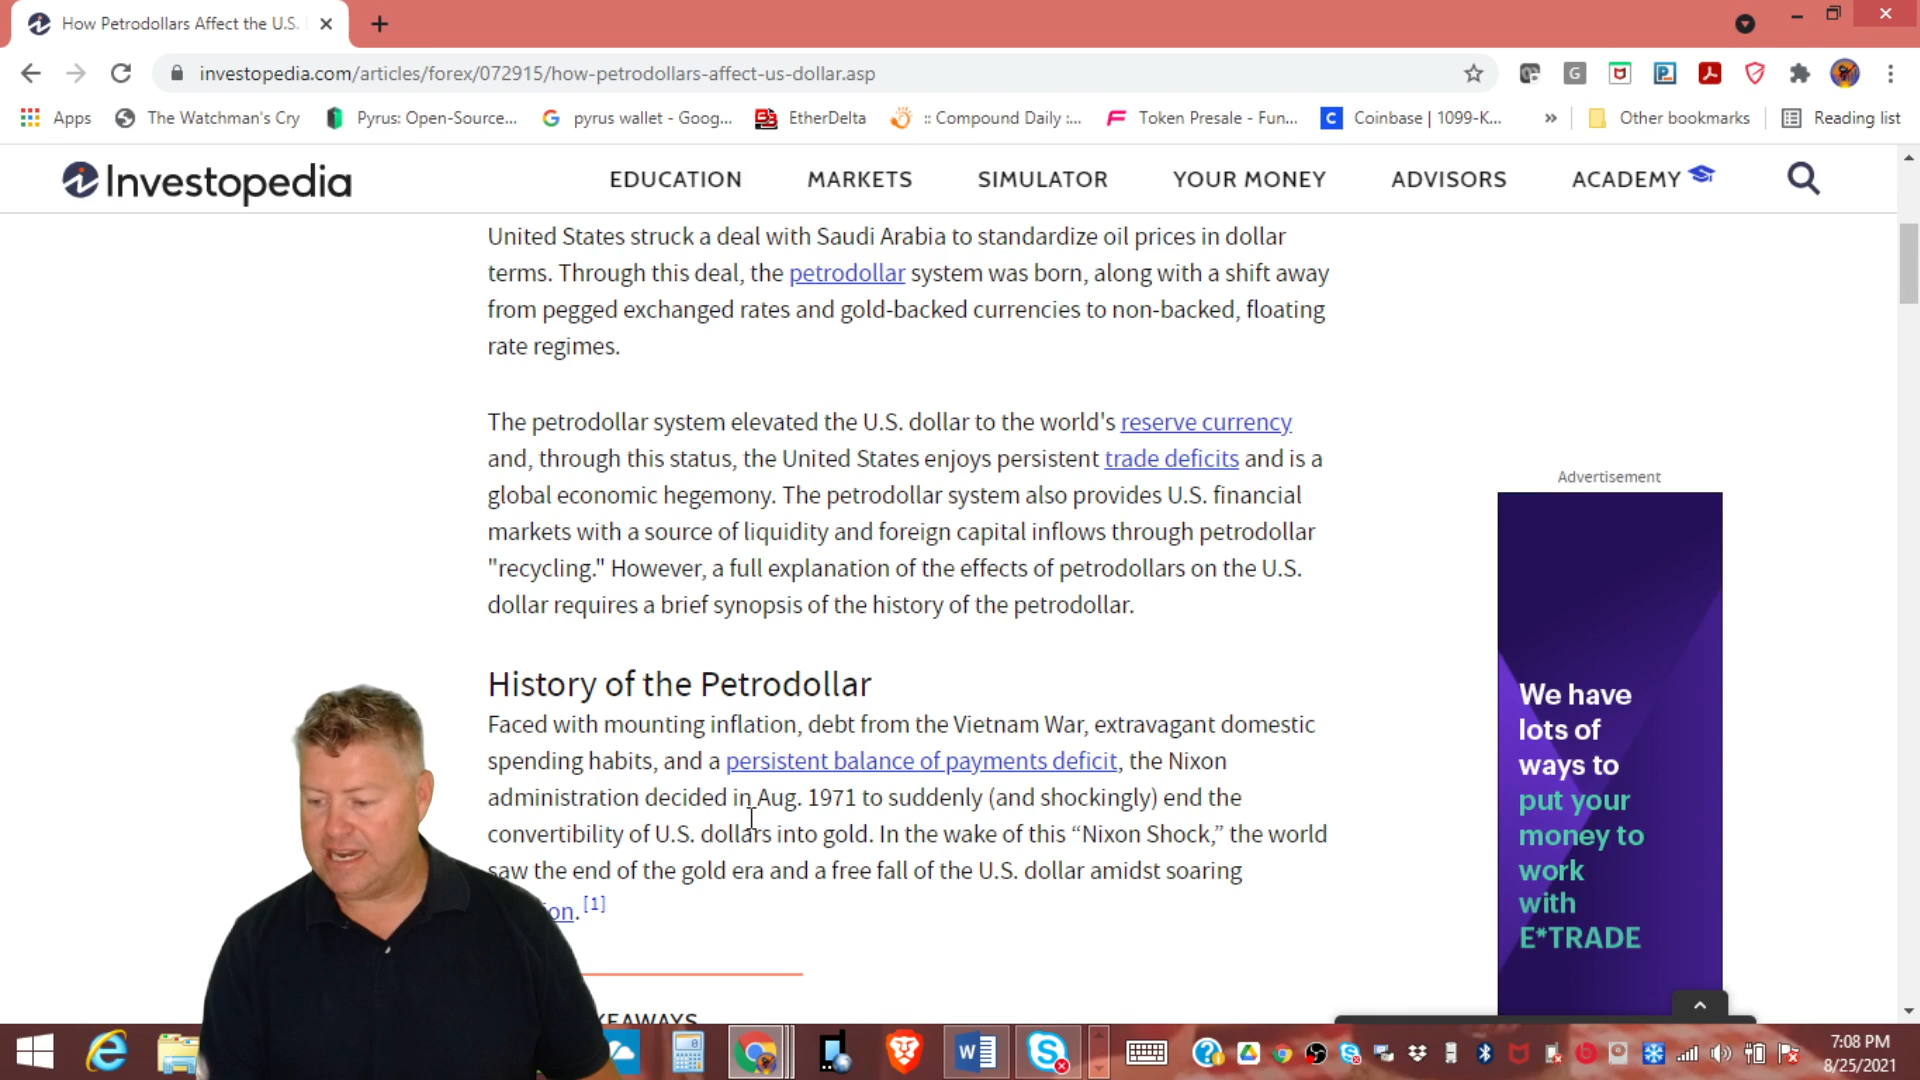 How Petrodollars Affect the U.S.
investopedia.com/articles/forex/072915/how-petrodollars-affect-us-dollar.asp
Apps
The Watchman's Cry
Pyrus: Open-Source...
pyrus wallet - Goog...
EtherDelta
:: Compound Daily :...
Token Presale - Fun...
Coinbase | 1099-K...
»
Other bookmarks
Reading list
Investopedia
EDUCATION
MARKETS
SIMULATOR
YOUR MONEY
ADVISORS
ACADEMY
United States struck a deal with Saudi Arabia to standardize oil prices in dollar
terms. Through this deal, the petrodollar system was born, along with a shift away
from pegged exchanged rates and gold-backed currencies to non-backed, floating
rate regimes.
The petrodollar system elevated the U.S. dollar to the world's reserve currency
and, through this status, the United States enjoys persistent trade deficits and is a
global economic hegemony. The petrodollar system also provides U.S. financial
markets with a source of liquidity and foreign capital inflows through petrodollar
"recycling." However, a full explanation of the effects of petrodollars on the U.S.
dollar requires a brief synopsis of the history of the petrodollar.
History of the Petrodollar
Faced with mounting inflation, debt from the Vietnam War, extravagant domestic
spending habits, and a persistent balance of payments deficit, the Nixon
administration decided in Aug. 1971 to suddenly (and shockingly) end the
convertibility of U.S. dollars into gold. In the wake of this “Nixon Shock,” the world
saw the end of the gold era and a free fall of the U.S. dollar amidst soaring
on.[1]
Advertisement
We have
lots of
ways to
put your
money to
work
with
E*TRADE
7:08 PM
8/25/2021